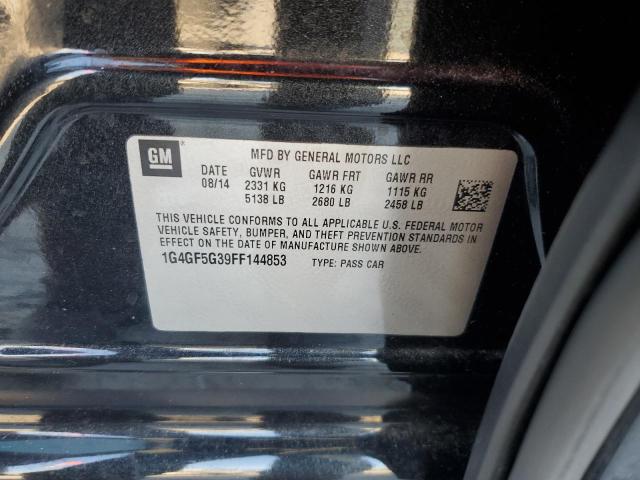 GM
MFD BY GENERAL MOTORS LLC
DATE GVWR GAWR FRT GAWR RR
08/14 2331 KG 1216 KG 1115 KG
5138 LB 2680 LB 2458 LB
THIS VEHICLE CONFORMS TO ALL APPLICABLE U.S. FEDERAL MOTOR
VEHICLE SAFETY, BUMPER, AND THEFT PREVENTION STANDARDS IN
EFFECT ON THE DATE OF MANUFACTURE SHOWN ABOVE.
1G4GF5G39FF144853 TYPE: PASS CAR